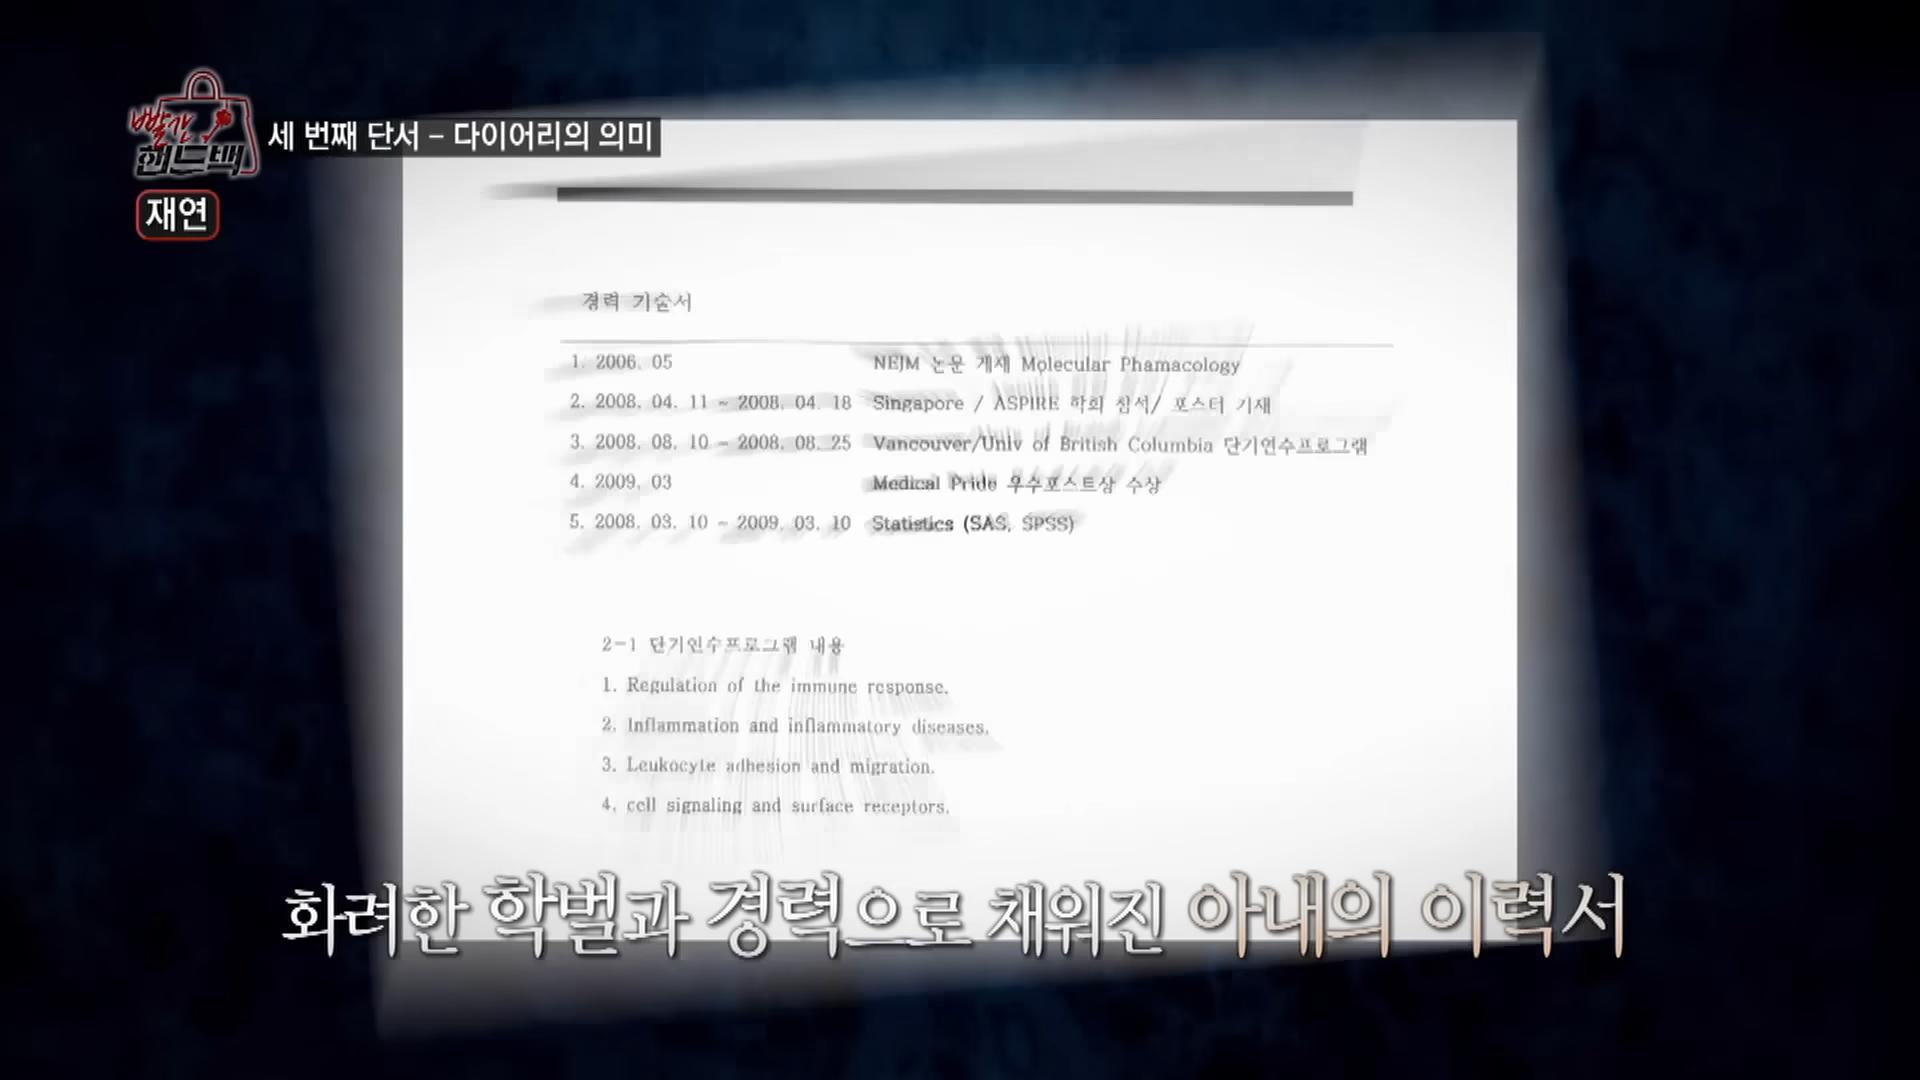 빨간
핸드백
세 번째 단서 - 다이어리의 의미
재연
경력 기술서
1. 2006. 05 NEJM 논문 게재 Molecular Phamacology
2. 2008. 04. 11 ~ 2008. 04. 18 Singapore / ASPIRE 학회 참석/ 포스터 기재
3. 2008. 08. 10 ~ 2008. 08. 25 Vancouver/Univ of British Columbia 단기연수프로그램
4. 2009. 03 Medical Pride 우수포스트상 수상
5. 2008. 03. 10 ~ 2009. 03. 10 Statistics (SAS, SPSS)
2-1 단기연수프로그램 내용
1. Regulation of the immune response.
2. Inflammation and inflammatory diseases.
3. Leukocyte adhesion and migration.
4. cell signaling and surface receptors.
화려한 학벌과 경력으로 채워진 아내의 이력서